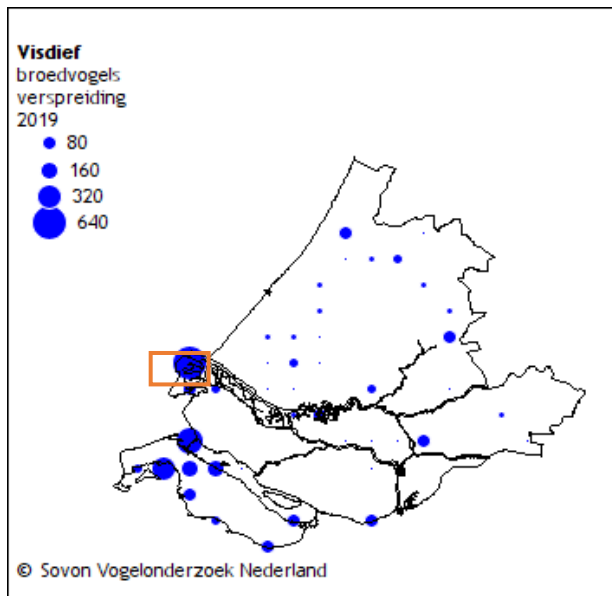 Visdief
broedvogels
verspreiding
2019
80
160
320
640
© Sovon Vogelonderzoek Nederland